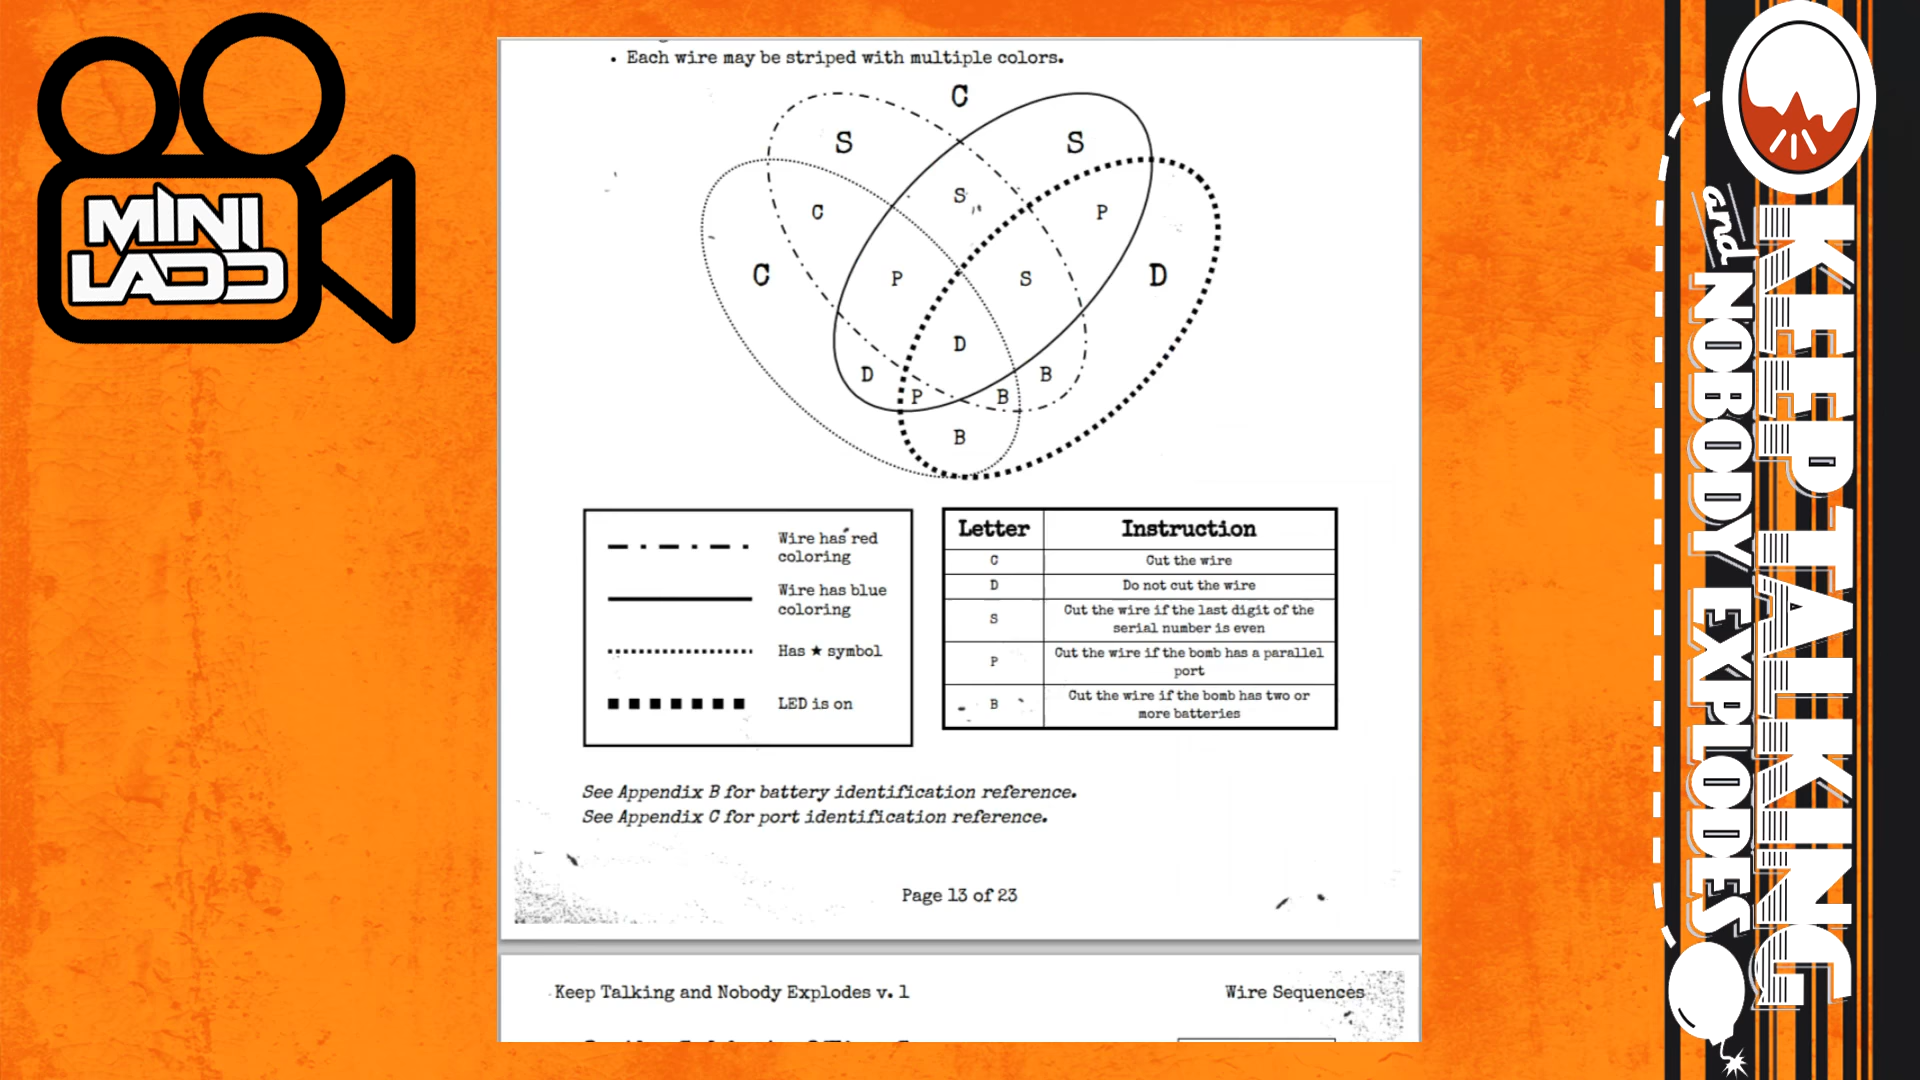 MINI
LADD
• Each wire may be striped with multiple colors.
C
S
S
S
C
P
C
P
S
D
D
D
B
P
B
B
Wire has red
coloring
Wire has blue
coloring
Has ★ symbol
LED is on
Letter
Instruction
C
Cut the wire
D
Do not cut the wire
S
Cut the wire if the last digit of the
serial number is even
P
Cut the wire if the bomb has a parallel
port
B
Cut the wire if the bomb has two or
more batteries
See Appendix B for battery identification reference.
See Appendix C for port identification reference.
Page 13 of 23
Keep Talking and Nobody Explodes v. 1
Wire Sequences
KEEP TALKING
and NOBODY EXPLODES